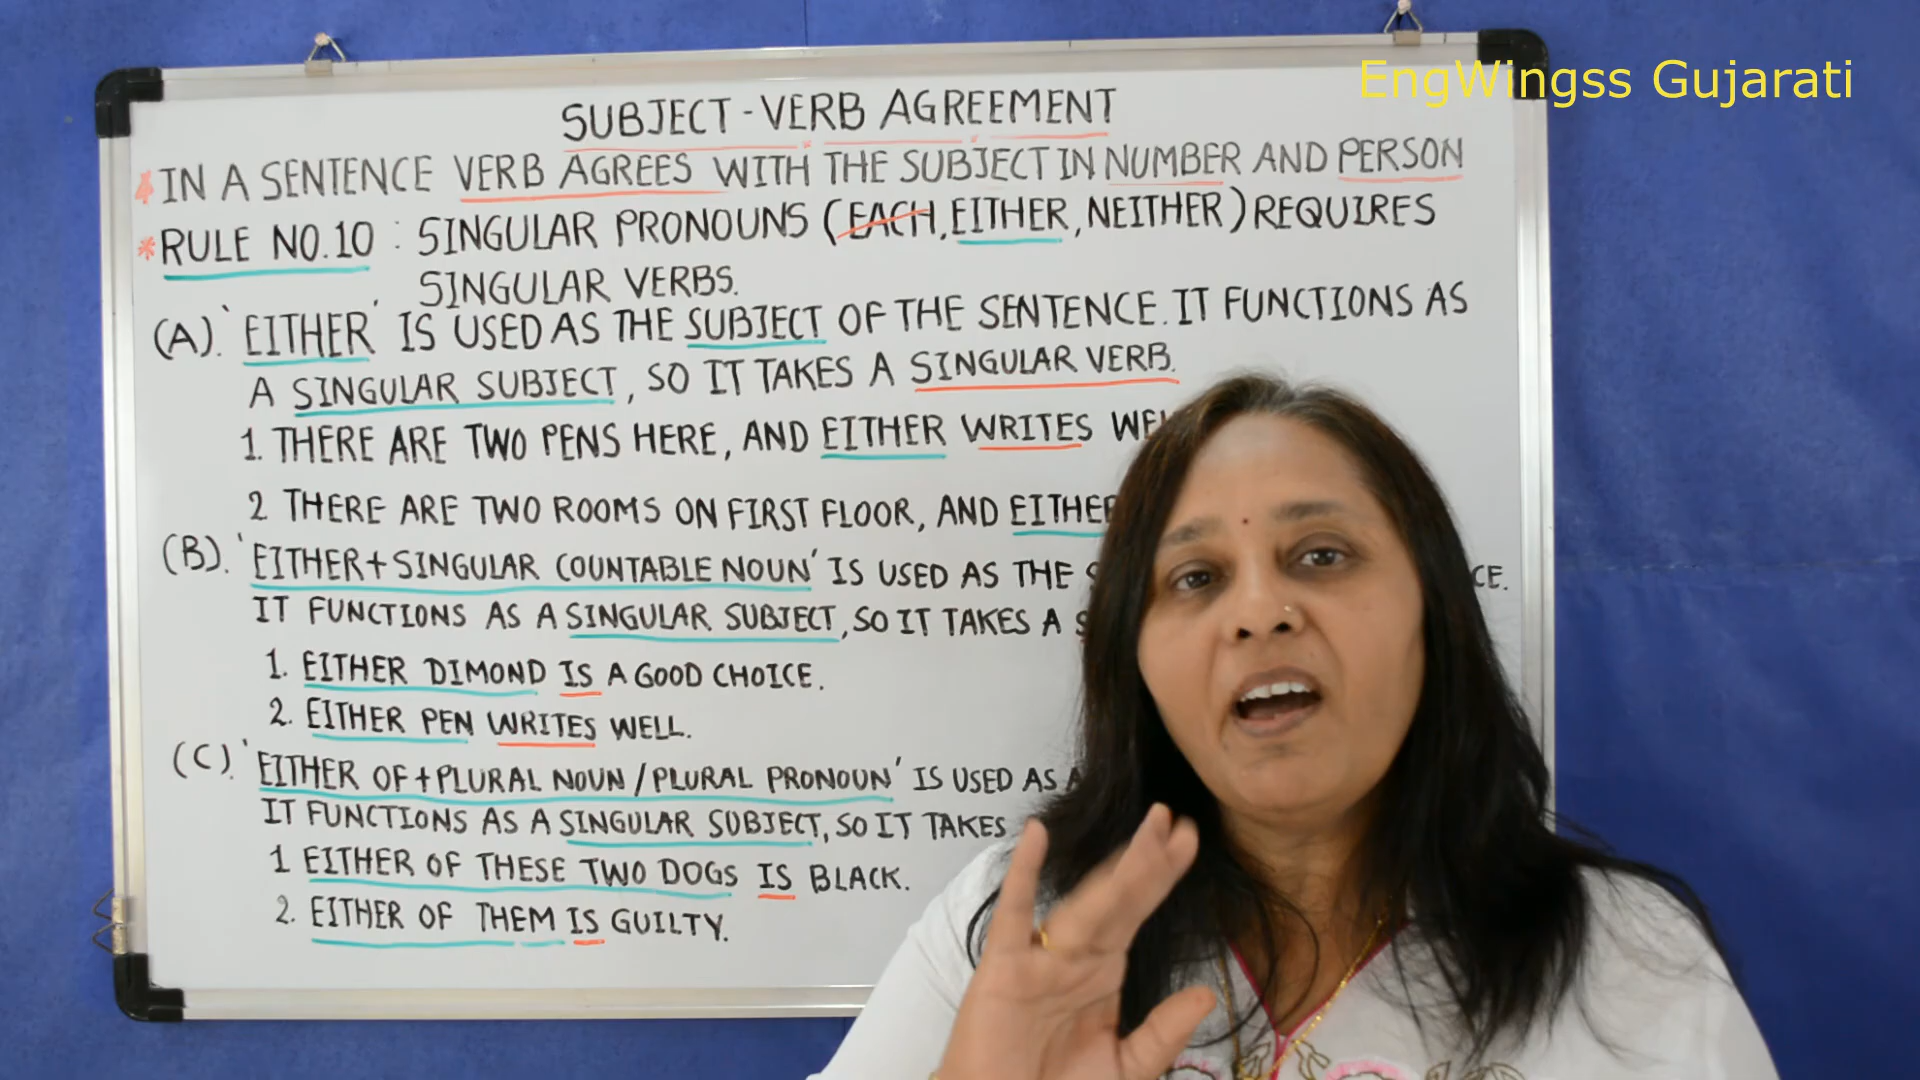 EngWingss Gujarati
SUBJECT-VERB AGREEMENT
* IN A SENTENCE VERB AGREES WITH THE SUBJECT IN NUMBER AND PERSON
* RULE NO.10 : SINGULAR PRONOUNS (EACH, EITHER, NEITHER) REQUIRES
SINGULAR VERBS.
(A). 'EITHER' IS USED AS THE SUBJECT OF THE SENTENCE. IT FUNCTIONS AS
A SINGULAR SUBJECT, SO IT TAKES A SINGULAR VERB.
1. THERE ARE TWO PENS HERE, AND EITHER WRITES
2 THERE ARE TWO ROOMS ON FIRST FLOOR, AND
(B). 'EITHER+SINGULAR COUNTABLE NOUN' IS USED AS THE
IT FUNCTIONS AS A SINGULAR SUBJECT, SO IT TAKES A
1. EITHER DIMOND IS A GOOD CHOICE.
2. EITHER PEN WRITES WELL.
(C). 'EITHER OF+PLURAL NOUN/PLURAL PRONOUN' IS USED AS
IT FUNCTIONS AS A SINGULAR SUBJECT, SO IT TAKES
1 EITHER OF THESE TWO DOGS IS BLACK.
2. EITHER OF THEM IS GUILTY.